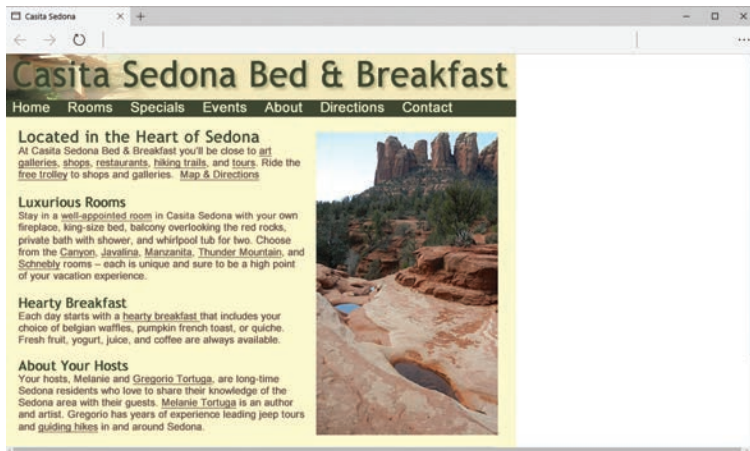 Casita Sedona
Casita Sedona Bed & Breakfast
Home Rooms Specials Events About Directions Contact
Located in the Heart of Sedona
At Casita Sedona Bed & Breakfast you'll be close to art
galleries, shops, restaurants, hiking trails, and tours. Ride the
free trolley to shops and galleries. Map & Directions
Luxurious Rooms
Stay in a well-appointed room in Casita Sedona with your own
fireplace, king-size bed, balcony overlooking the red rocks,
private bath with shower, and whirlpool tub for two. Choose
from the Canyon, Javalina, Manzanita, Thunder Mountain, and
Schnebly rooms – each is unique and sure to be a high point
of your vacation experience.
Hearty Breakfast
Each day starts with a hearty breakfast that includes your
choice of belgian waffles, pumpkin french toast, or quiche.
Fresh fruit, yogurt, juice, and coffee are always available.
About Your Hosts
Your hosts, Melanie and Gregorio Tortuga, are long-time
Sedona residents who love to share their knowledge of the
Sedona area with their guests. Melanie Tortuga is an author
and artist. Gregorio has years of experience leading jeep tours
and guiding hikes in and around Sedona.